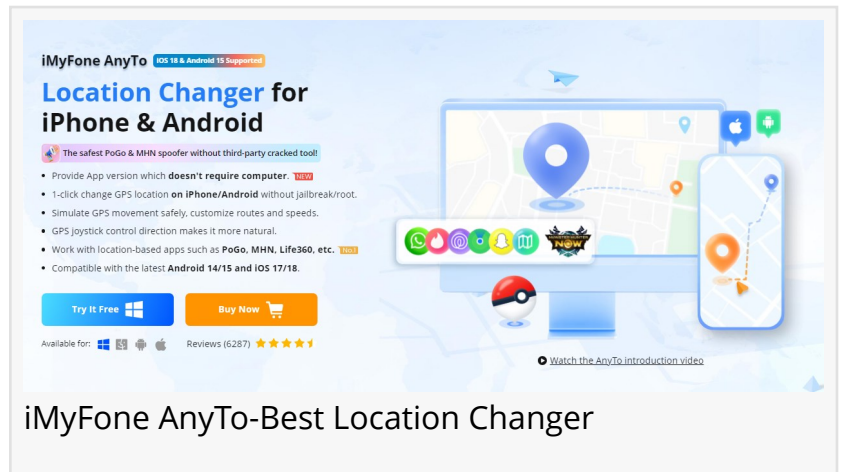 iMyFone AnyTo iOS 18 & Android 15 Supported
Location Changer for
iPhone & Android
The safest PoGo & MHN spoofer without third-party cracked tool!
• Provide App version which doesn't require computer. NEW
• 1-click change GPS location on iPhone/Android without jailbreak/root.
• Simulate GPS movement safely, customize routes and speeds.
• GPS joystick control direction makes it more natural.
• Work with location-based apps such as PoGo, MHN, Life360, etc. No.1
• Compatible with the latest Android 14/15 and iOS 17/18.
Try It Free
Buy Now
Available for:
Reviews (6287)
MONSTER HUNTER
NOW
Watch the AnyTo introduction video
iMyFone AnyTo-Best Location Changer